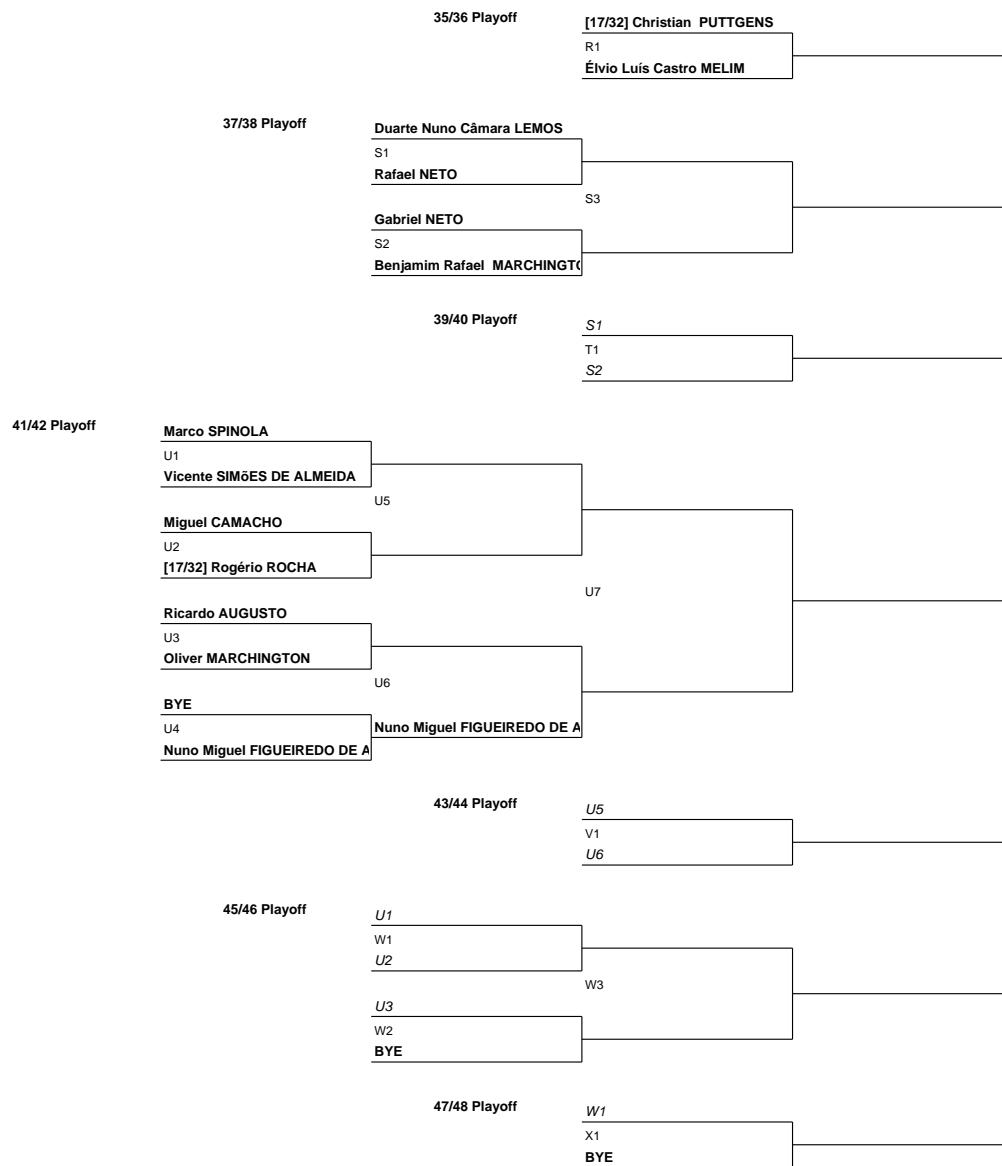 35/36 Playoff
[17/32] Christian PUTTGENS
R1
Élvio Luís Castro MELIM
37/38 Playoff
Duarte Nuno Câmara LEMOS
S1
Rafael NETO
S3
Gabriel NETO
S2
Benjamim Rafael MARCHINGTO
39/40 Playoff
S1
T1
S2
41/42 Playoff
Marco SPINOLA
U1
Vicente SIMõES DE ALMEIDA
U5
Miguel CAMACHO
U2
[17/32] Rogério ROCHA
U7
Ricardo AUGUSTO
U3
Oliver MARCHINGTON
U6
BYE
U4
Nuno Miguel FIGUEIREDO DE A
Nuno Miguel FIGUEIREDO DE A
43/44 Playoff
U5
V1
U6
45/46 Playoff
U1
W1
U2
W3
U3
W2
BYE
47/48 Playoff
W1
X1
BYE